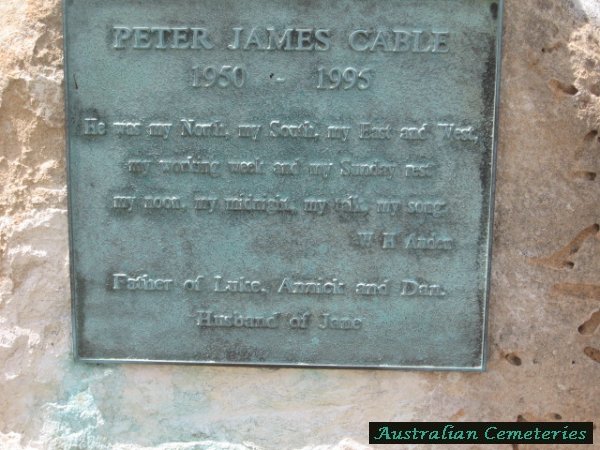 PETER JAMES CABLE
1950 - 1995
He was my North, my South, my East and West,
my working week and my Sunday rest
my noon, my midnight, my talk, my song.
W H Auden
Father of Luke, Annick and Dan.
Husband of Jane
Australian Cemeteries